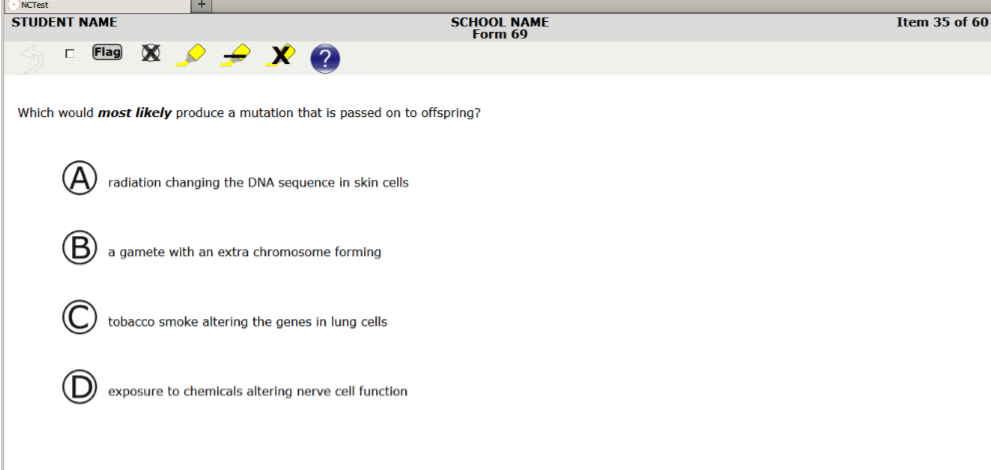 NCTest +
STUDENT NAME SCHOOL NAME Item 35 of 60
Form 69
Flag X X ?
Which would most likely produce a mutation that is passed on to offspring?
A radiation changing the DNA sequence in skin cells
B a gamete with an extra chromosome forming
C tobacco smoke altering the genes in lung cells
D exposure to chemicals altering nerve cell function